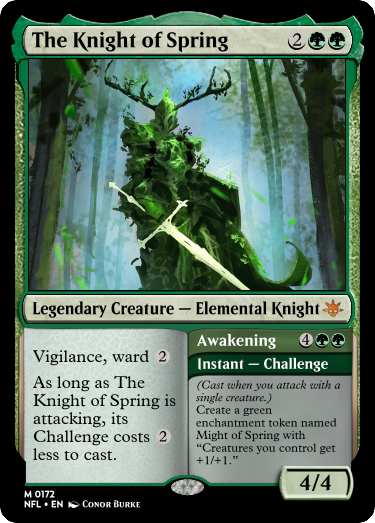 The Knight of Spring 2
Legendary Creature — Elemental Knight
Vigilance, ward 2
As long as The
Knight of Spring is
attacking, its
Challenge costs 2
less to cast.
Awakening 4
Instant — Challenge
(Cast when you attack with a
single creature.)
Create a green
enchantment token named
Might of Spring with
“Creatures you control get
+1/+1.”
4/4
M 0172
NFL • EN Conor Burke